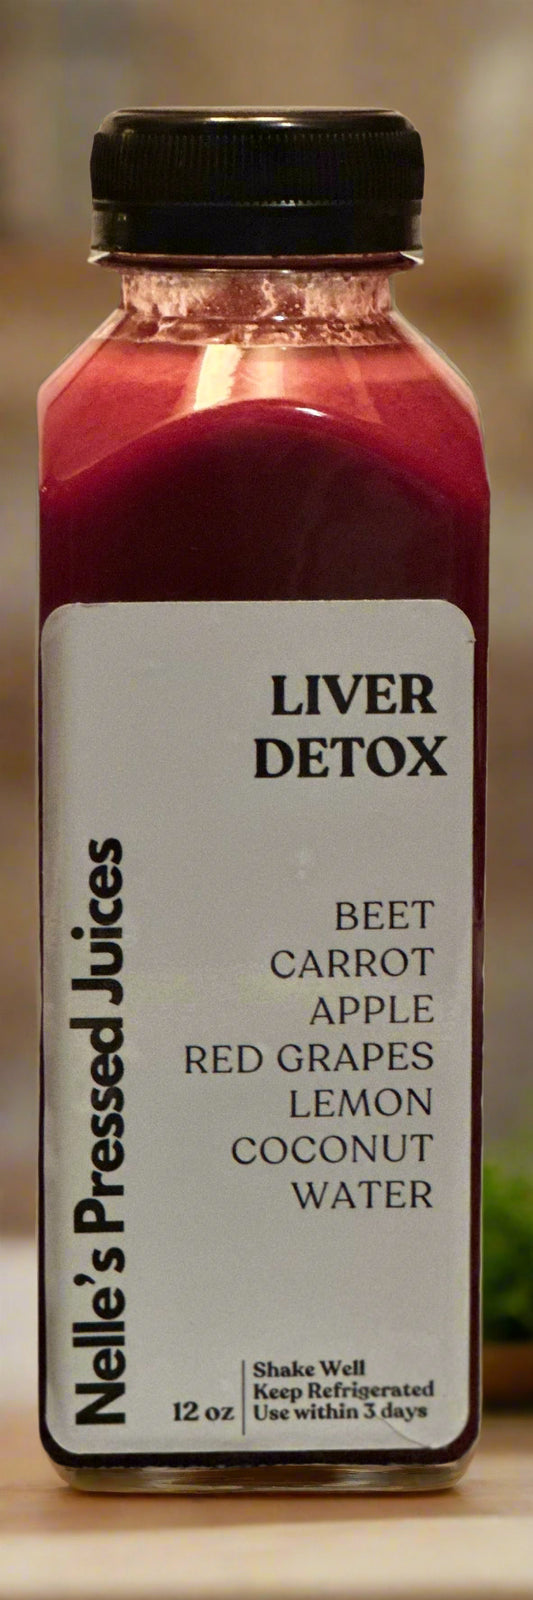 LIVER
DETOX
BEET
CARROT
APPLE
RED GRAPES
LEMON
COCONUT
WATER
Nelle's Pressed Juices
12 oz
Shake Well
Keep Refrigerated
Use within 3 days